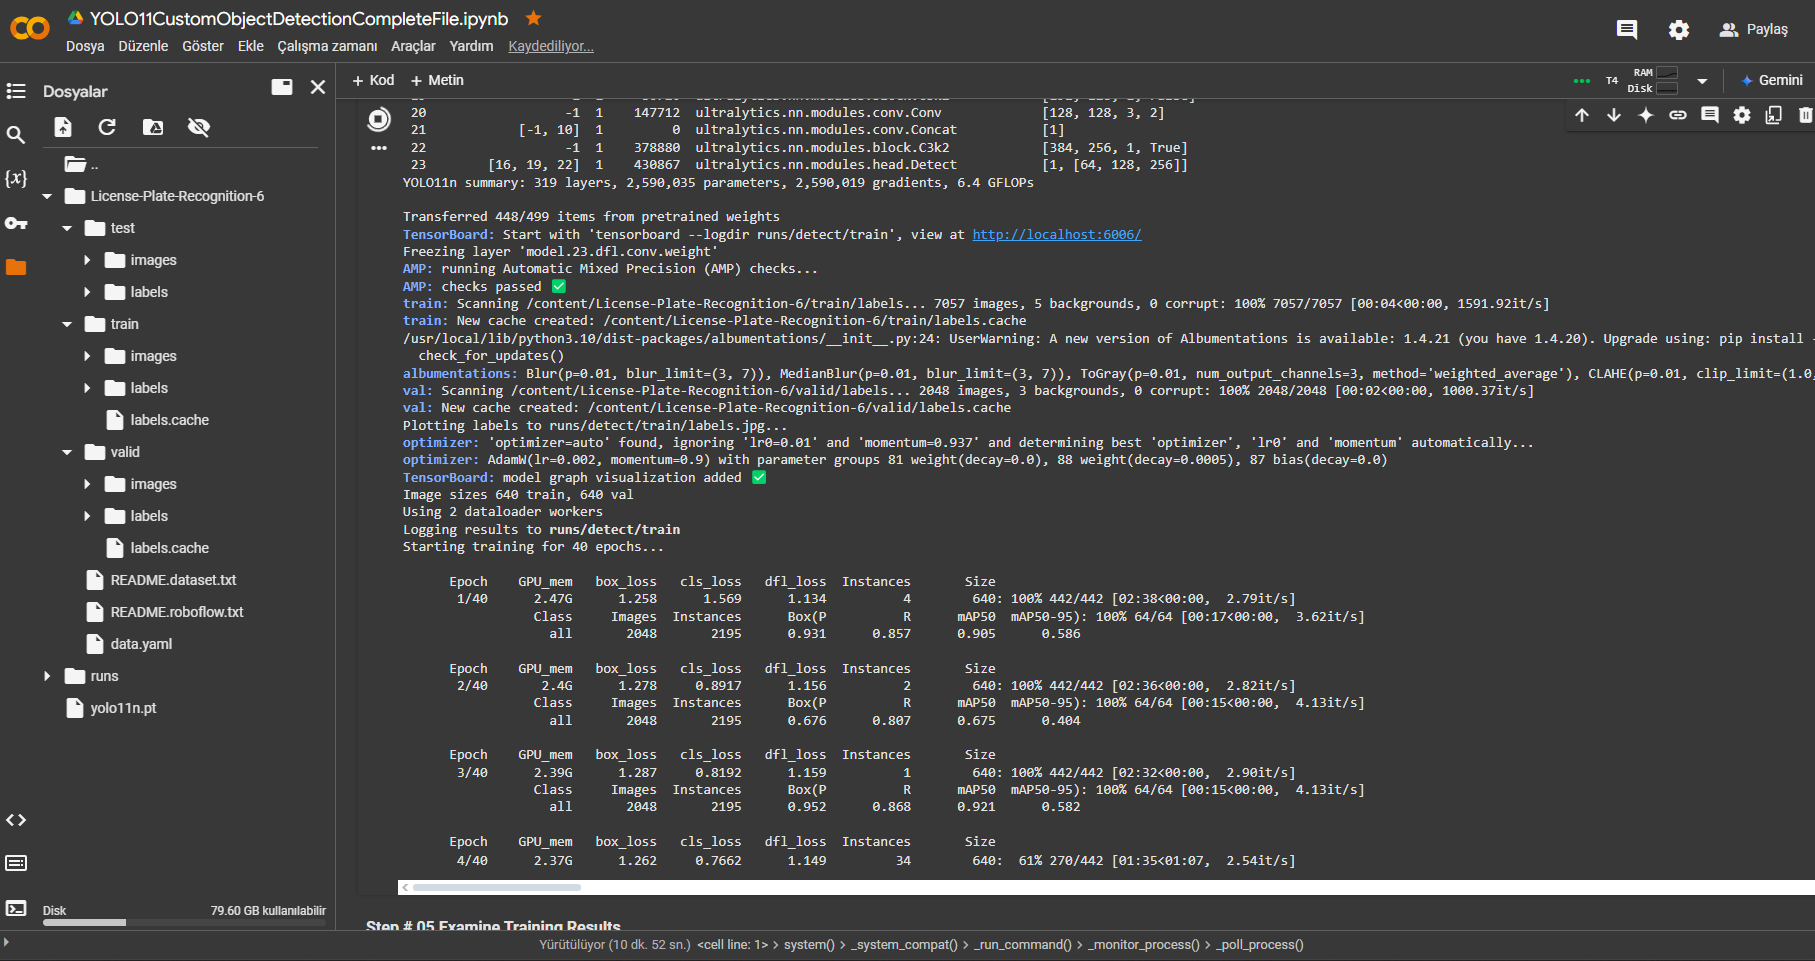 YOLO11CustomObjectDetectionCompleteFile.ipynb
Dosya Düzenle Göster Ekle Çalışma zamanı Araçlar Yardım Kaydediliyor...
Paylaş
Dosyalar
+ Kod + Metin
T4 RAM Disk Gemini
..
License-Plate-Recognition-6
test
images
labels
train
images
labels
labels.cache
valid
images
labels
labels.cache
README.dataset.txt
README.roboflow.txt
data.yaml
runs
yolo11n.pt
Disk 79.60 GB kullanılabilir
20 -1 1 147712 ultralytics.nn.modules.conv.Conv [128, 128, 3, 2]
21 [-1, 10] 1 0 ultralytics.nn.modules.conv.Concat [1]
22 -1 1 378880 ultralytics.nn.modules.block.C3k2 [384, 256, 1, True]
23 [16, 19, 22] 1 430867 ultralytics.nn.modules.head.Detect [1, [64, 128, 256]]
YOLO11n summary: 319 layers, 2,590,035 parameters, 2,590,019 gradients, 6.4 GFLOPs
Transferred 448/499 items from pretrained weights
TensorBoard: Start with 'tensorboard --logdir runs/detect/train', view at http://localhost:6006/
Freezing layer 'model.23.dfl.conv.weight'
AMP: running Automatic Mixed Precision (AMP) checks...
AMP: checks passed ✅
train: Scanning /content/License-Plate-Recognition-6/train/labels... 7057 images, 5 backgrounds, 0 corrupt: 100% 7057/7057 [00:04<00:00, 1591.92it/s]
train: New cache created: /content/License-Plate-Recognition-6/train/labels.cache
/usr/local/lib/python3.10/dist-packages/albumentations/__init__.py:24: UserWarning: A new version of Albumentations is available: 1.4.21 (you have 1.4.20). Upgrade using: pip install -
check_for_updates()
albumentations: Blur(p=0.01, blur_limit=(3, 7)), MedianBlur(p=0.01, blur_limit=(3, 7)), ToGray(p=0.01, num_output_channels=3, method='weighted_average'), CLAHE(p=0.01, clip_limit=(1.0,
val: Scanning /content/License-Plate-Recognition-6/valid/labels... 2048 images, 3 backgrounds, 0 corrupt: 100% 2048/2048 [00:02<00:00, 1000.37it/s]
val: New cache created: /content/License-Plate-Recognition-6/valid/labels.cache
Plotting labels to runs/detect/train/labels.jpg...
optimizer: 'optimizer=auto' found, ignoring 'lr0=0.01' and 'momentum=0.937' and determining best 'optimizer', 'lr0' and 'momentum' automatically...
optimizer: AdamW(lr=0.002, momentum=0.9) with parameter groups 81 weight(decay=0.0), 88 weight(decay=0.0005), 87 bias(decay=0.0)
TensorBoard: model graph visualization added ✅
Image sizes 640 train, 640 val
Using 2 dataloader workers
Logging results to runs/detect/train
Starting training for 40 epochs...
Epoch GPU_mem box_loss cls_loss dfl_loss Instances Size
1/40 2.47G 1.258 1.569 1.134 4 640: 100% 442/442 [02:38<00:00, 2.79it/s]
Class Images Instances Box(P R mAP50 mAP50-95): 100% 64/64 [00:17<00:00, 3.62it/s]
all 2048 2195 0.931 0.857 0.905 0.586
Epoch GPU_mem box_loss cls_loss dfl_loss Instances Size
2/40 2.4G 1.278 0.8917 1.156 2 640: 100% 442/442 [02:36<00:00, 2.82it/s]
Class Images Instances Box(P R mAP50 mAP50-95): 100% 64/64 [00:15<00:00, 4.13it/s]
all 2048 2195 0.676 0.807 0.675 0.404
Epoch GPU_mem box_loss cls_loss dfl_loss Instances Size
3/40 2.39G 1.287 0.8192 1.159 1 640: 100% 442/442 [02:32<00:00, 2.90it/s]
Class Images Instances Box(P R mAP50 mAP50-95): 100% 64/64 [00:15<00:00, 4.13it/s]
all 2048 2195 0.952 0.868 0.921 0.582
Epoch GPU_mem box_loss cls_loss dfl_loss Instances Size
4/40 2.37G 1.262 0.7662 1.149 34 640: 61% 270/442 [01:35<01:07, 2.54it/s]
Step # 05 Examine Training Results
Yürütülüyor (10 dk. 52 sn.) <cell line: 1> > system() > _system_compat() > _run_command() > _monitor_process() > _poll_process()